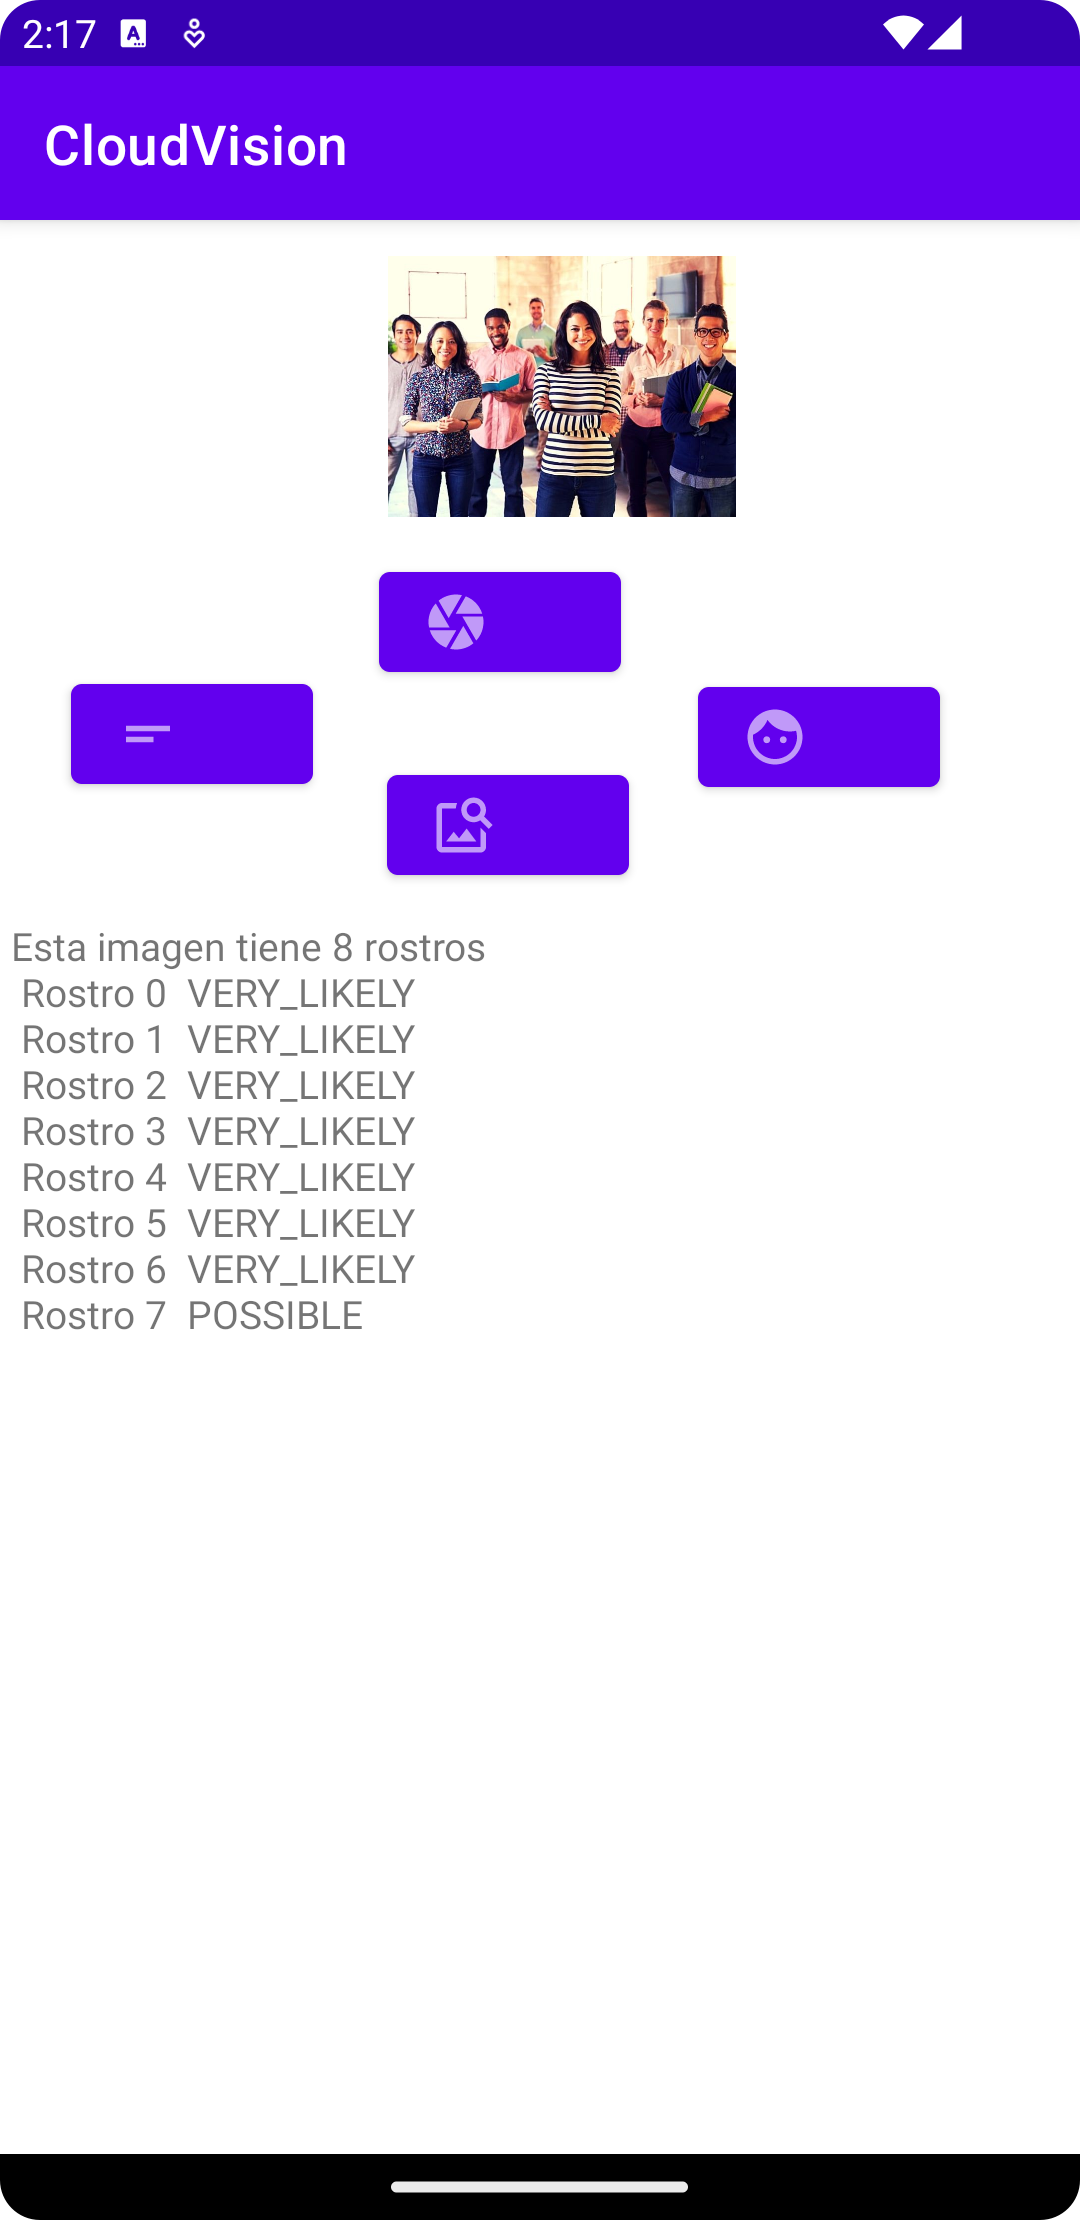 2:17
CloudVision
Esta imagen tiene 8 rostros
Rostro 0 VERY_LIKELY
Rostro 1 VERY_LIKELY
Rostro 2 VERY_LIKELY
Rostro 3 VERY_LIKELY
Rostro 4 VERY_LIKELY
Rostro 5 VERY_LIKELY
Rostro 6 VERY_LIKELY
Rostro 7 POSSIBLE